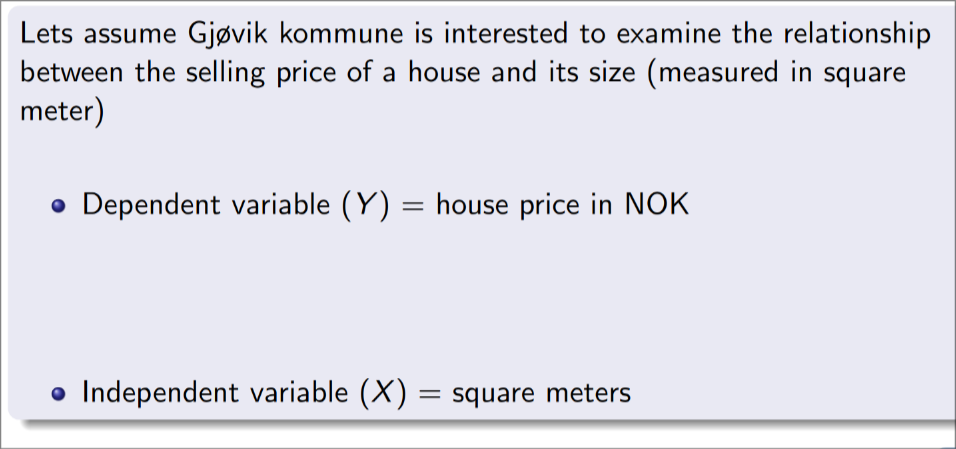 Lets assume Gjøvik kommune is interested to examine the relationship
between the selling price of a house and its size (measured in square
meter)
• Dependent variable (Y) = house price in NOK
• Independent variable (X) = square meters